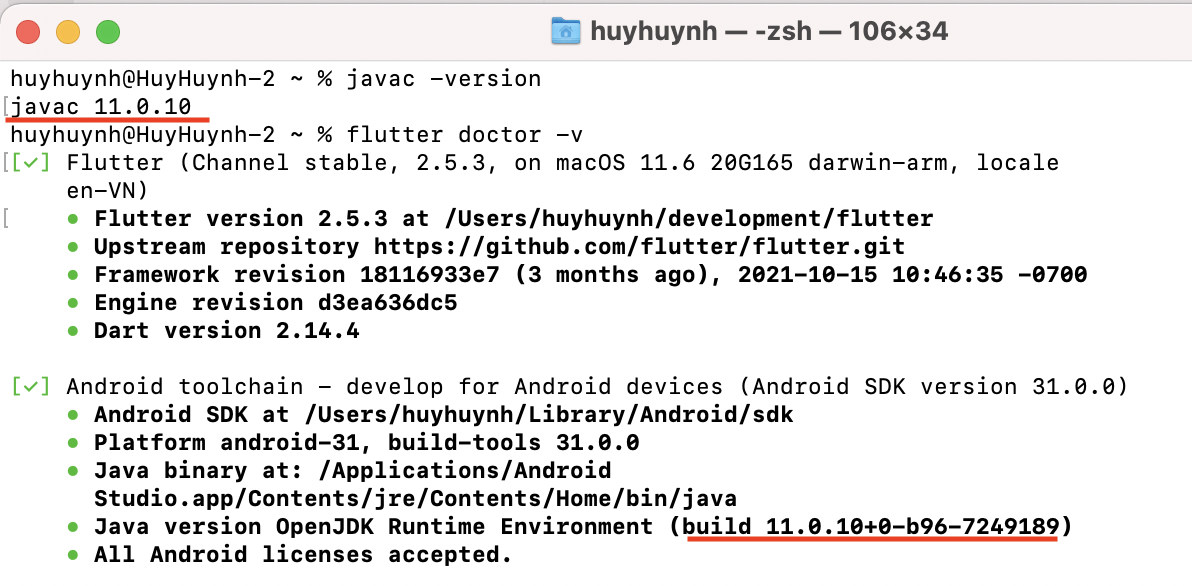 huyhuynh — -zsh — 106×34
huyhuynh@HuyHuynh-2 ~ % javac -version
[javac 11.0.10
huyhuynh@HuyHuynh-2 ~ % flutter doctor -v
[[✓] Flutter (Channel stable, 2.5.3, on macOS 11.6 20G165 darwin-arm, locale
en-VN)
[    • Flutter version 2.5.3 at /Users/huyhuynh/development/flutter
• Upstream repository https://github.com/flutter/flutter.git
• Framework revision 18116933e7 (3 months ago), 2021-10-15 10:46:35 -0700
• Engine revision d3ea636dc5
• Dart version 2.14.4
[✓] Android toolchain - develop for Android devices (Android SDK version 31.0.0)
• Android SDK at /Users/huyhuynh/Library/Android/sdk
• Platform android-31, build-tools 31.0.0
• Java binary at: /Applications/Android
Studio.app/Contents/jre/Contents/Home/bin/java
• Java version OpenJDK Runtime Environment (build 11.0.10+0-b96-7249189)
• All Android licenses accepted.